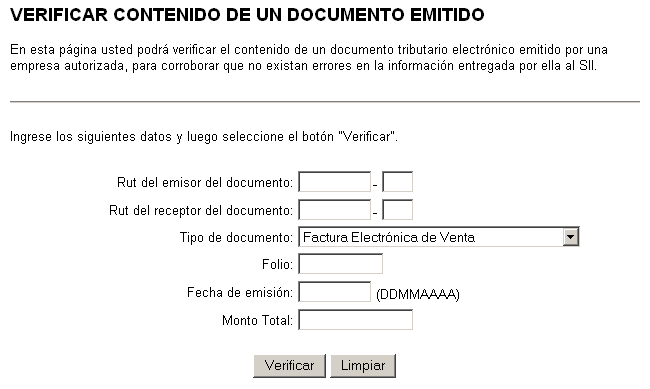 VERIFICAR CONTENIDO DE UN DOCUMENTO EMITIDO
En esta página usted podrá verificar el contenido de un documento tributario electrónico emitido por una
empresa autorizada, para corroborar que no existan errores en la información entregada por ella al SII.
Ingrese los siguientes datos y luego seleccione el botón "Verificar".
Rut del emisor del documento: -
Rut del receptor del documento: -
Tipo de documento: Factura Electrónica de Venta
Folio:
Fecha de emisión: (DDMMAAAA)
Monto Total:
Verificar Limpiar